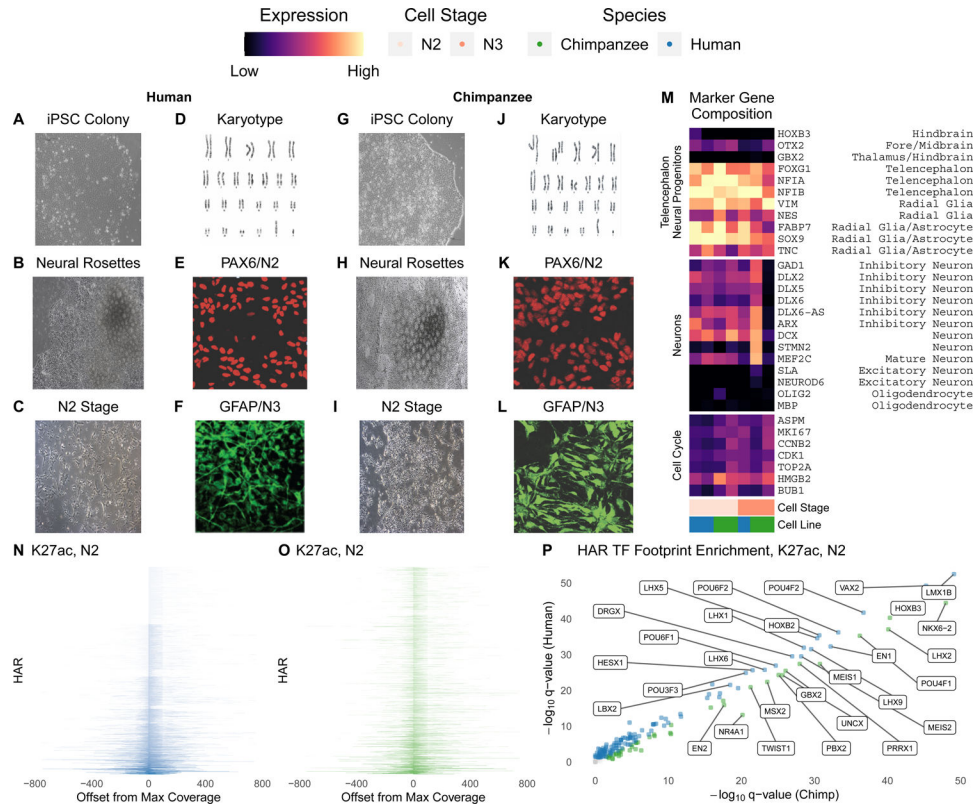 Expression
Cell Stage
Species
N2
N3
Chimpanzee
Human
Low
High
Human
Chimpanzee
A
iPSC Colony
D
Karyotype
G
iPSC Colony
J
Karyotype
B
Neural Rosettes
E
PAX6/N2
H
Neural Rosettes
K
PAX6/N2
C
N2 Stage
F
GFAP/N3
I
N2 Stage
L
GFAP/N3
M
Marker Gene
Composition
Telencephalon
Neural Progenitors
HOXB3 Hindbrain
OTX2 Fore/Midbrain
GBX2 Thalamus/Hindbrain
FOXG1 Telencephalon
NFIA Telencephalon
NFIB Telencephalon
VIM Radial Glia
NES Radial Glia
FABP7 Radial Glia/Astrocyte
SOX9 Radial Glia/Astrocyte
TNC Radial Glia/Astrocyte
Neurons
GAD1 Inhibitory Neuron
DLX2 Inhibitory Neuron
DLX5 Inhibitory Neuron
DLX6 Inhibitory Neuron
DLX6-AS Inhibitory Neuron
ARX Inhibitory Neuron
DCX Neuron
STMN2 Neuron
MEF2C Mature Neuron
SLA Excitatory Neuron
NEUROD6 Excitatory Neuron
OLIG2 Oligodendrocyte
MBP Oligodendrocyte
Cell Cycle
ASPM
MKI67
CCNB2
CDK1
TOP2A
HMGB2
BUB1
Cell Stage
Cell Line
N K27ac, N2
HAR
−800
−400
0
400
800
Offset from Max Coverage
O K27ac, N2
HAR
−800
−400
0
400
800
Offset from Max Coverage
P HAR TF Footprint Enrichment, K27ac, N2
−log10 q−value (Human)
50
40
30
20
10
0
LHX5
POU6F2
POU4F2
VAX2
LMX1B
DRGX
LHX1
HOXB3
HOXB2
NKX6−2
POU6F1
EN1
LHX2
HESX1
LHX6
MEIS1
POU4F1
POU3F3
GBX2
LHX9
LBX2
MSX2
UNCX
MEIS2
NR4A1
EN2
TWIST1
PBX2
PRRX1
0
10
20
30
40
50
−log10 q−value (Chimp)